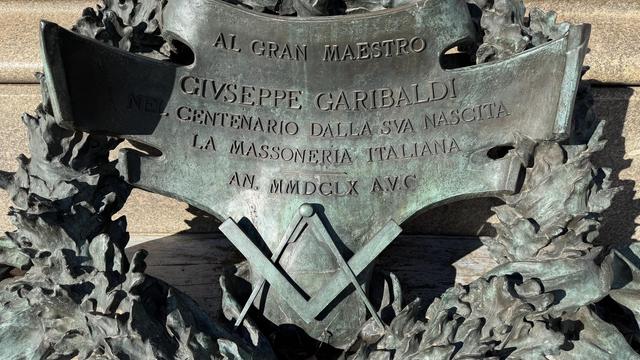 AL GRAN MAESTRO
GIVSEPPE GARIBALDI
NEL CENTENARIO DALLA SVA NASCITA
LA MASSONERIA ITALIANA
AN. MMDCLX A.V.C